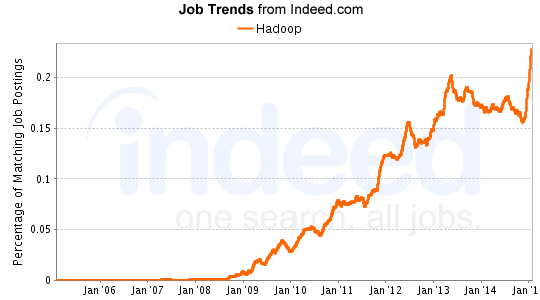 Job Trends from Indeed.com
Hadoop
Percentage of Matching Job Postings
0.2
0.15
0.1
0.05
0
indeed
one search. all jobs.
Jan'06 Jan'07 Jan'08 Jan'09 Jan'10 Jan'11 Jan'12 Jan'13 Jan'14 Jan'1